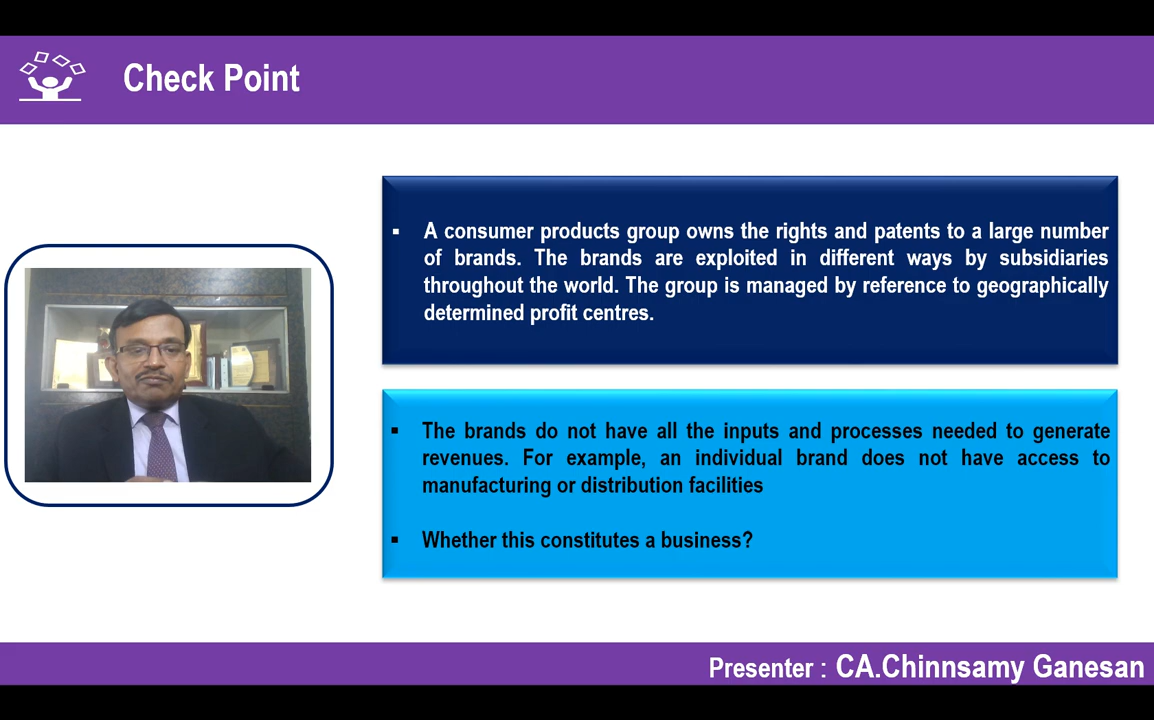 Check Point
▪ A consumer products group owns the rights and patents to a large number
of brands. The brands are exploited in different ways by subsidiaries
throughout the world. The group is managed by reference to geographically
determined profit centres.
▪ The brands do not have all the inputs and processes needed to generate
revenues. For example, an individual brand does not have access to
manufacturing or distribution facilities
▪ Whether this constitutes a business?
Presenter : CA.Chinnsamy Ganesan